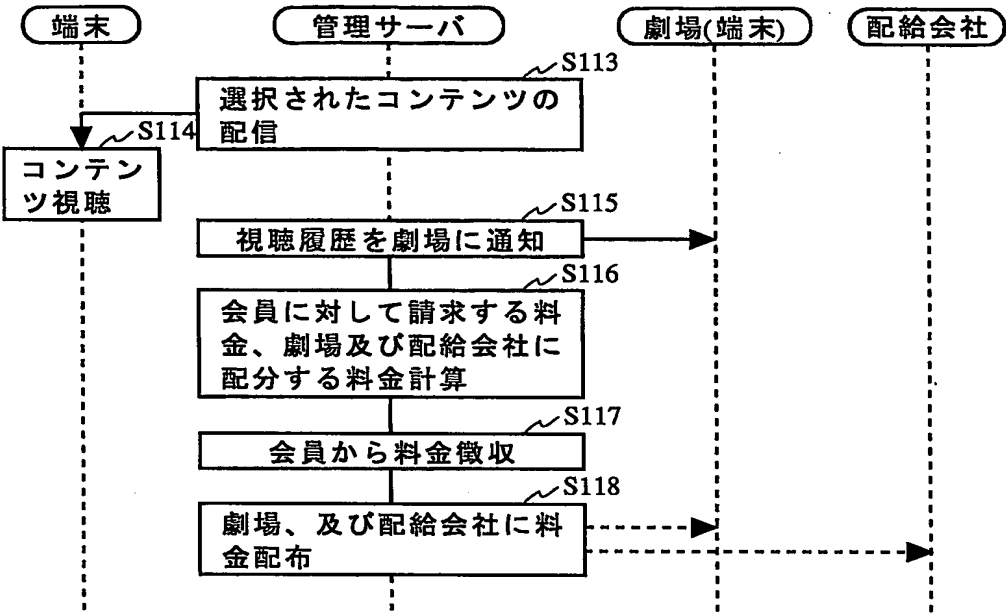 端末
管理サーバ
劇場(端末)
配給会社
S113
選択されたコンテンツの
配信
S114
コンテン
ツ視聴
S115
視聴履歴を劇場に通知
S116
会員に対して請求する料
金、劇場及び配給会社に
配分する料金計算
S117
会員から料金徴収
S118
劇場、及び配給会社に料
金配布